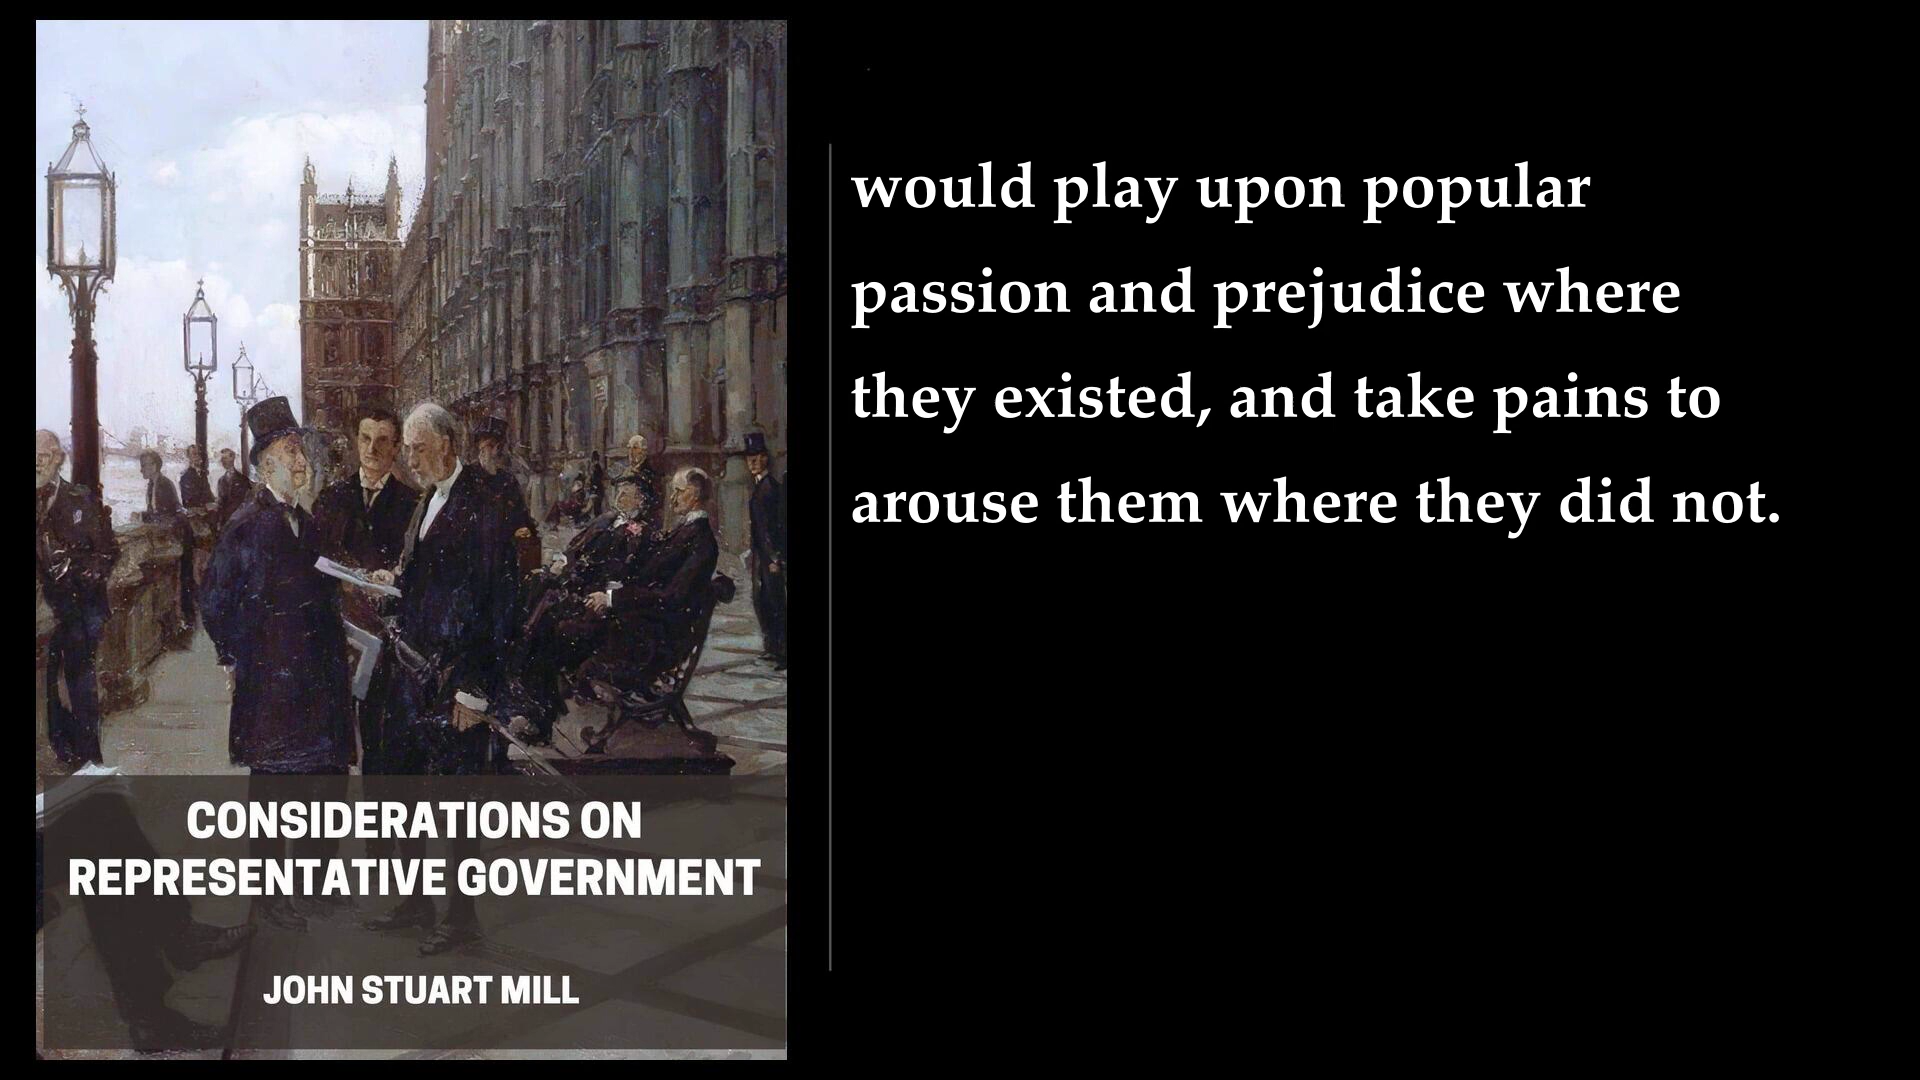 would play upon popular
passion and prejudice where
they existed, and take pains to
arouse them where they did not.
CONSIDERATIONS ON
REPRESENTATIVE GOVERNMENT
JOHN STUART MILL